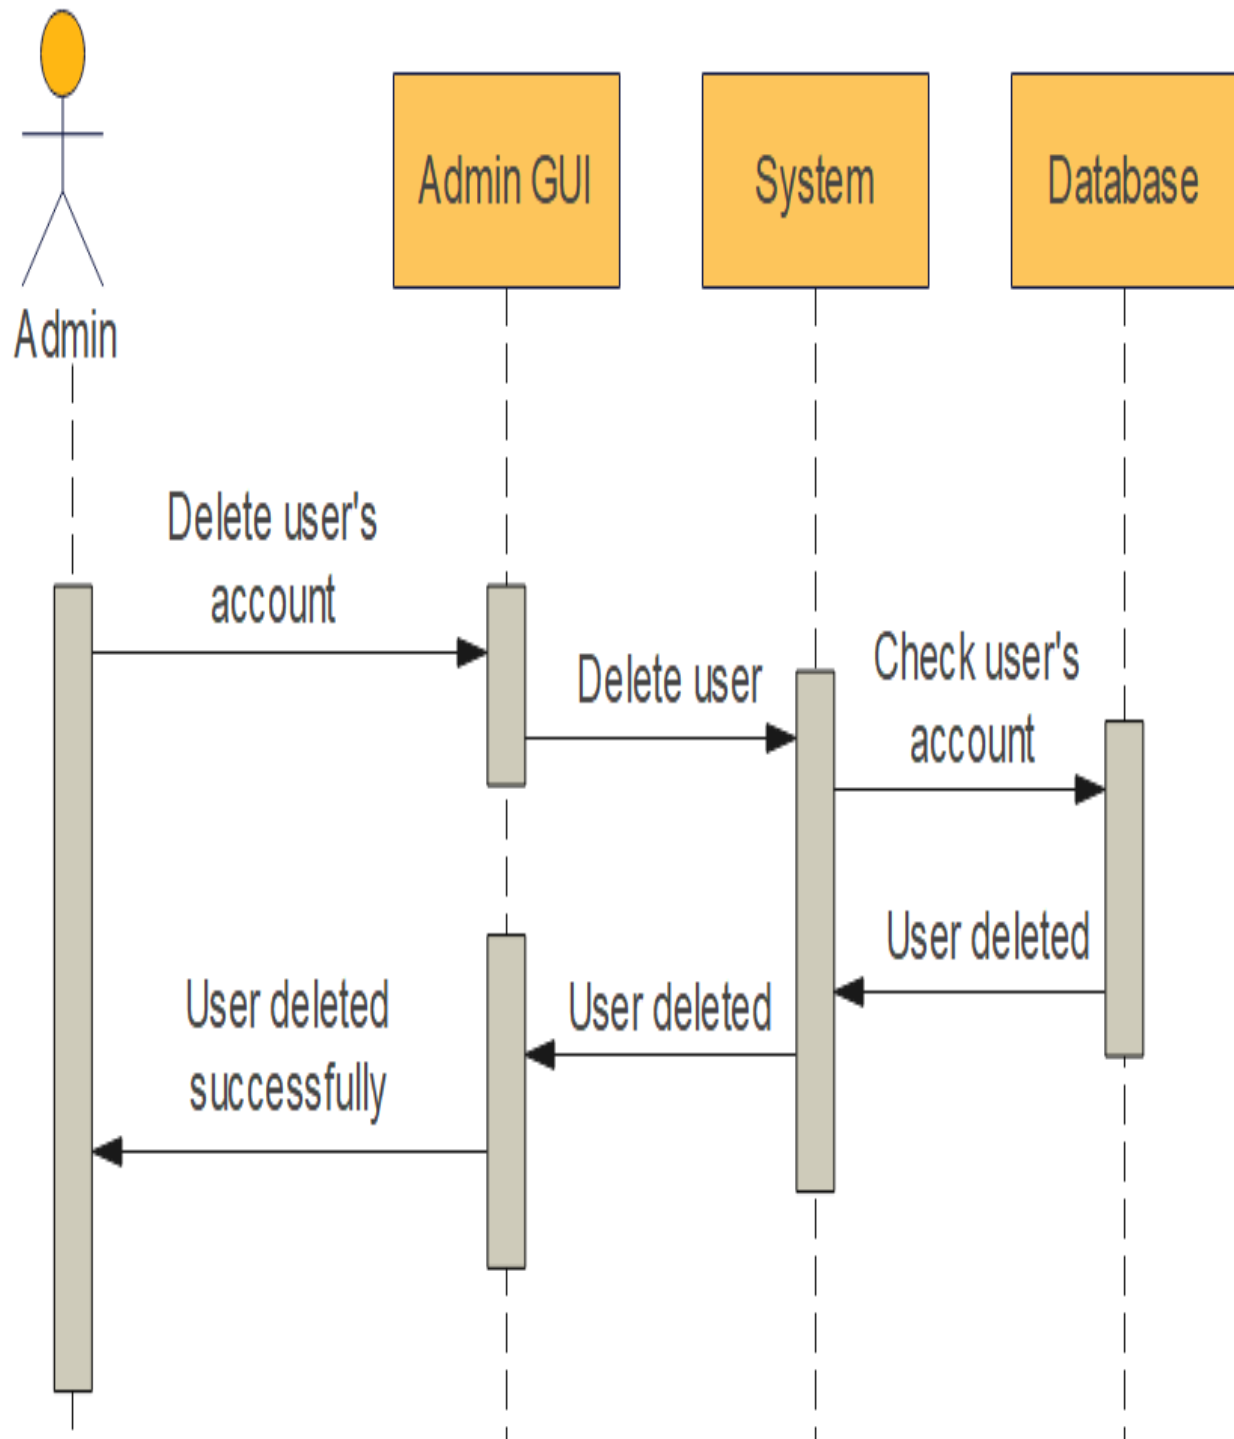 Admin GUI
System
Database
Admin
Delete user's
account
Delete user
Check user's
account
User deleted
User deleted
User deleted
successfully